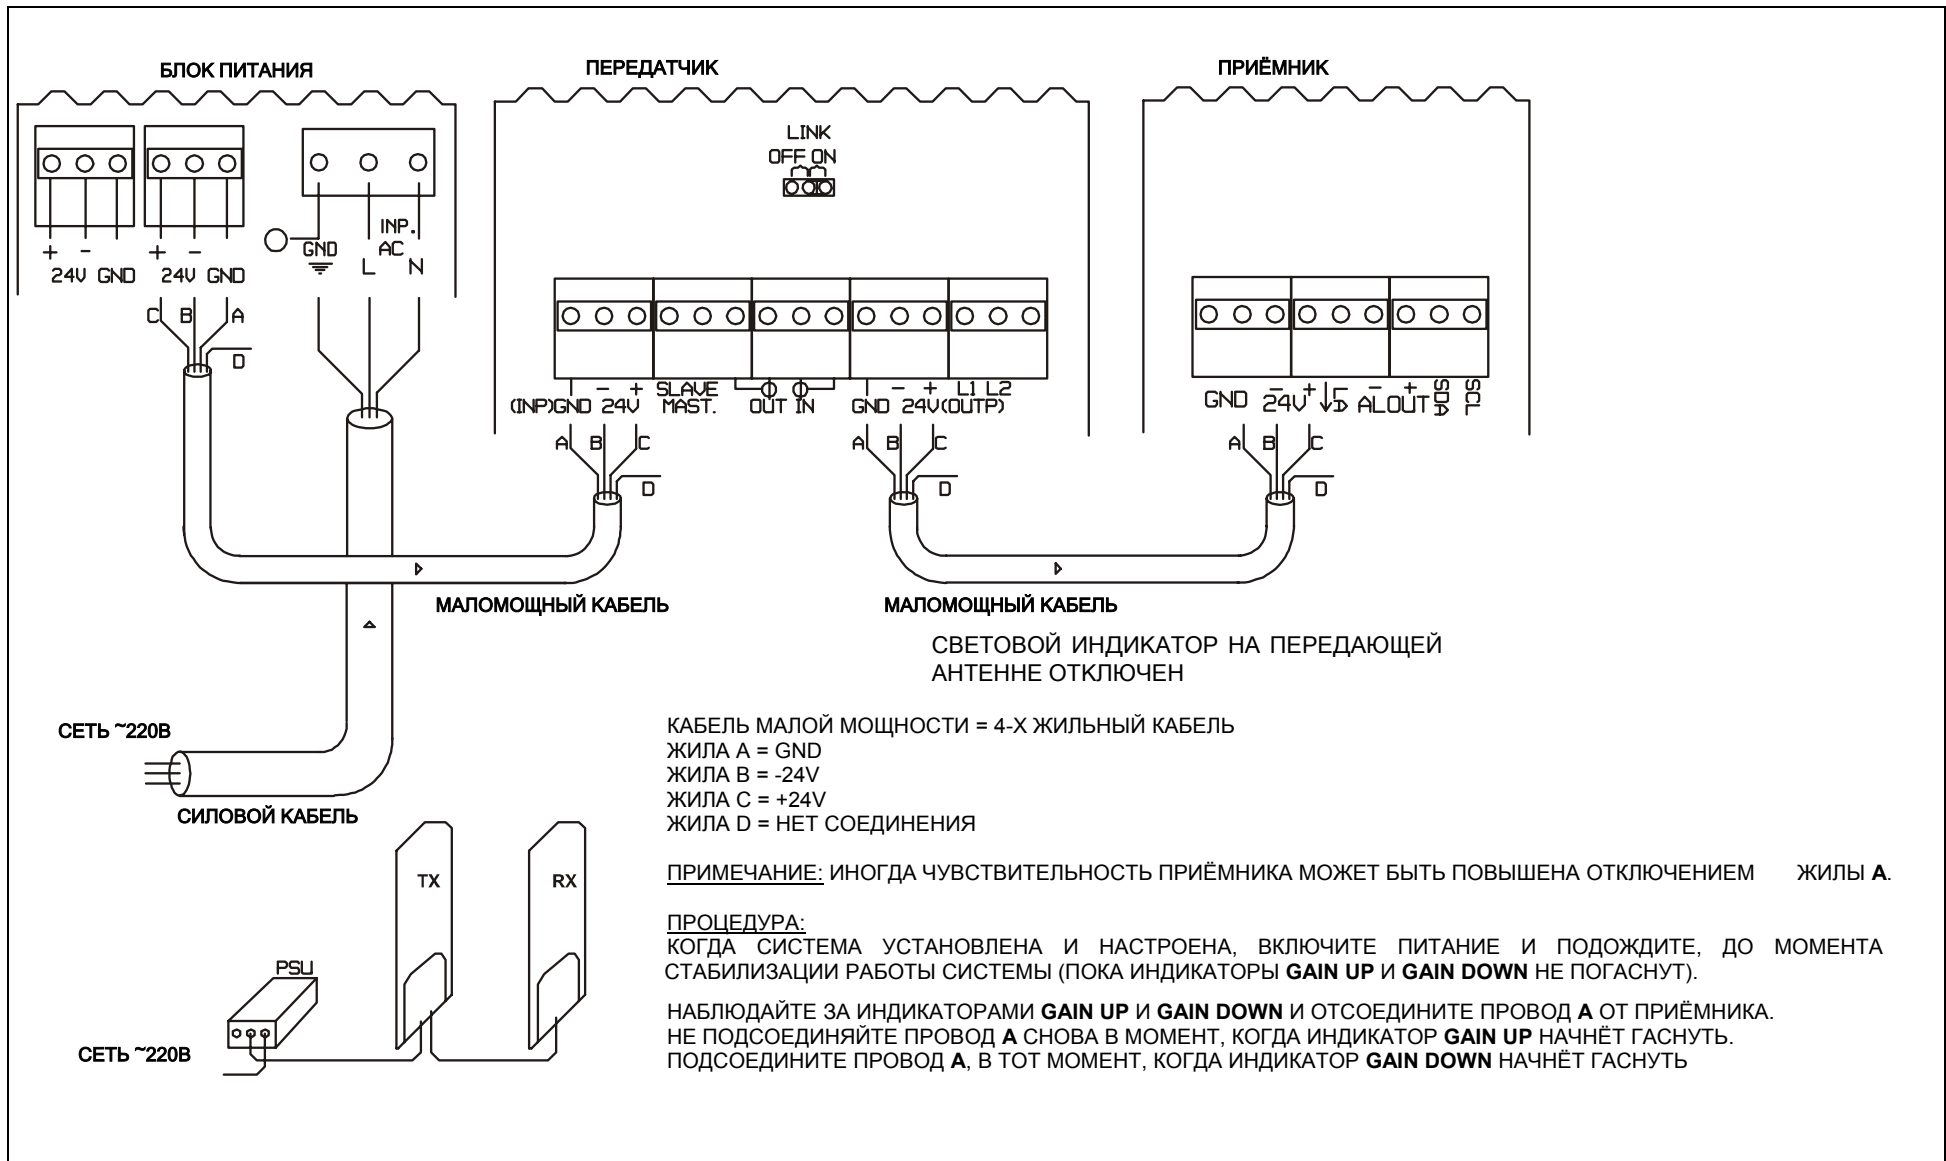 БЛОК ПИТАНИЯ
ПЕРЕДАТЧИК
ПРИЁМНИК
LINK
OFF ON
+ -
24V GND
+ -
24V GND
GND
INP.
AC
L
N
C B A
D
(INP)GND
- +
24V
SLAVE
MAST.
OUT IN
GND
- +
24V(OUTP)
L1 L2
GND
- +
24V
- +
ALOUT
SDA
SCL
A B C
D
A B C
D
A B C
D
МАЛОМОЩНЫЙ КАБЕЛЬ
МАЛОМОЩНЫЙ КАБЕЛЬ
СВЕТОВОЙ ИНДИКАТОР НА ПЕРЕДАЮЩЕЙ
АНТЕННЕ ОТКЛЮЧЕН
СЕТЬ ~220В
СИЛОВОЙ КАБЕЛЬ
КАБЕЛЬ МАЛОЙ МОЩНОСТИ = 4-Х ЖИЛЬНЫЙ КАБЕЛЬ
ЖИЛА A = GND
ЖИЛА B = -24V
ЖИЛА C = +24V
ЖИЛА D = НЕТ СОЕДИНЕНИЯ
ПРИМЕЧАНИЕ: ИНОГДА ЧУВСТВИТЕЛЬНОСТЬ ПРИЁМНИКА МОЖЕТ БЫТЬ ПОВЫШЕНА ОТКЛЮЧЕНИЕМ ЖИЛЫ A.
ПРОЦЕДУРА:
КОГДА СИСТЕМА УСТАНОВЛЕНА И НАСТРОЕНА, ВКЛЮЧИТЕ ПИТАНИЕ И ПОДОЖДИТЕ, ДО МОМЕНТА
СТАБИЛИЗАЦИИ РАБОТЫ СИСТЕМЫ (ПОКА ИНДИКАТОРЫ GAIN UP И GAIN DOWN НЕ ПОГАСНУТ).
НАБЛЮДАЙТЕ ЗА ИНДИКАТОРАМИ GAIN UP И GAIN DOWN И ОТСОЕДИНИТЕ ПРОВОД A ОТ ПРИЁМНИКА.
НЕ ПОДСОЕДИНЯЙТЕ ПРОВОД A СНОВА В МОМЕНТ, КОГДА ИНДИКАТОР GAIN UP НАЧНЁТ ГАСНУТЬ.
ПОДСОЕДИНИТЕ ПРОВОД A, В ТОТ МОМЕНТ, КОГДА ИНДИКАТОР GAIN DOWN НАЧНЁТ ГАСНУТЬ
TX
RX
PSU
СЕТЬ ~220В